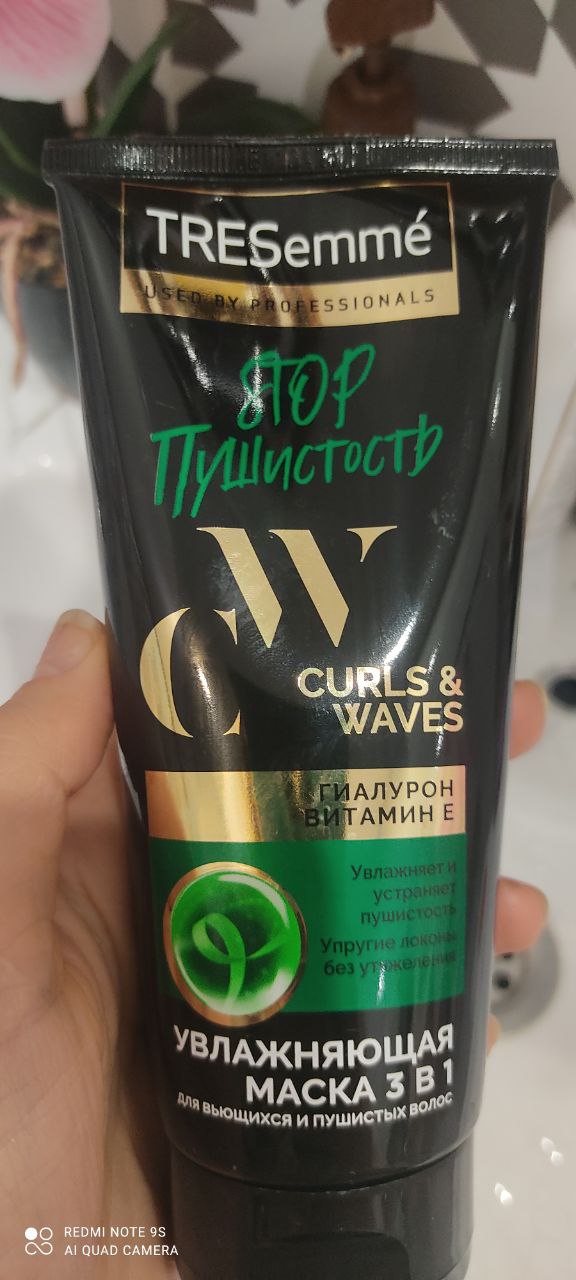 TRESemmé
USED BY PROFESSIONALS
STOP
Пушистость
CW
CURLS &
WAVES
ГИАЛУРОН
ВИТАМИН Е
Увлажняет и
устраняет
пушистость
Упругие локоны
без утяжеления
УВЛАЖНЯЮЩАЯ
МАСКА 3 В 1
ДЛЯ ВЬЮЩИХСЯ И ПУШИСТЫХ ВОЛОС
REDMI NOTE 9S
AI QUAD CAMERA